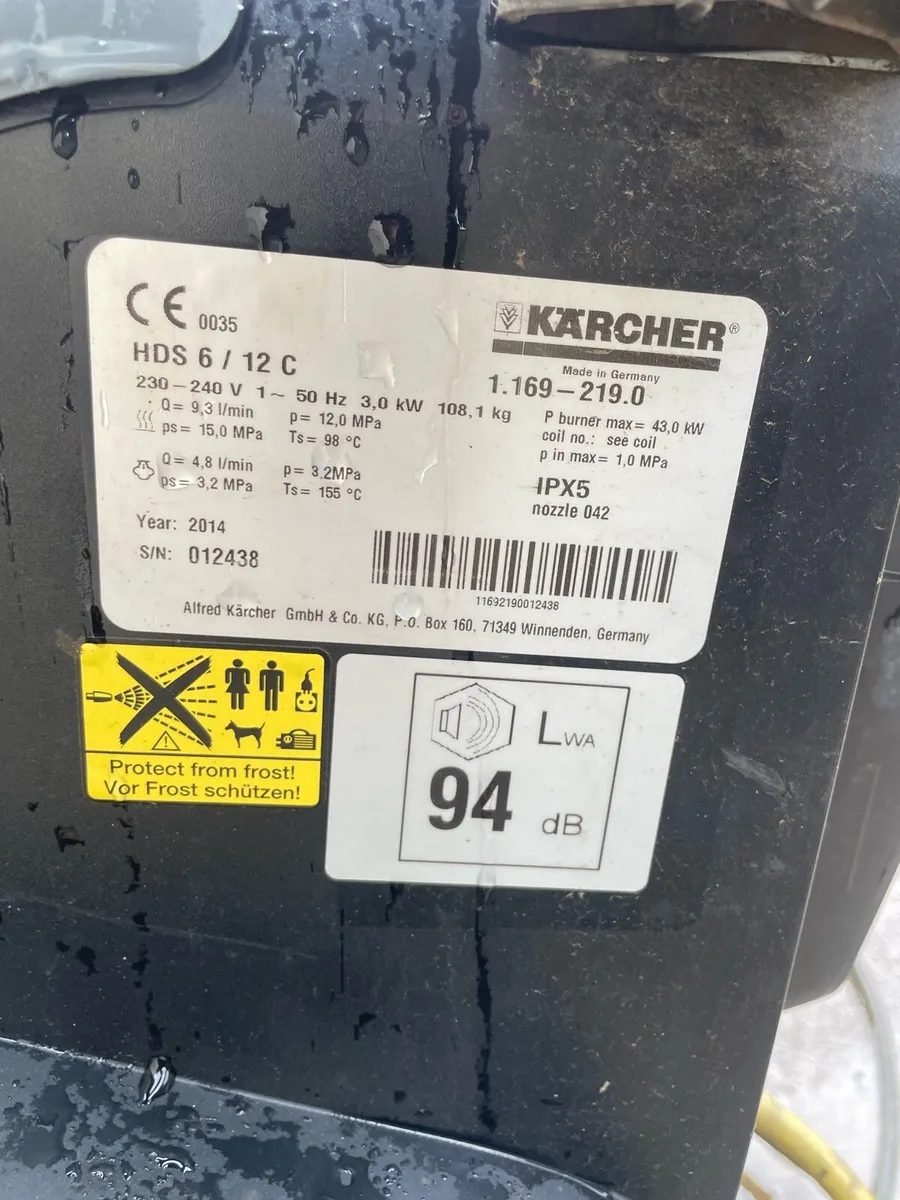 CE 0035
KÄRCHER®
Made in Germany
HDS 6 / 12 C
1.169–219.0
230–240 V 1~ 50 Hz 3,0 kW 108,1 kg
Q= 9,3 l/min p= 12,0 MPa
ps= 15,0 MPa Ts= 98 °C
Q= 4,8 l/min p= 3.2MPa
ps= 3,2 MPa Ts= 155 °C
P burner max= 43,0 kW
coil no.: see coil
p in max= 1,0 MPa
IPX5
nozzle 042
Year: 2014
S/N: 012438
11692190012438
Alfred Kärcher GmbH & Co. KG, P.O. Box 160, 71349 Winnenden, Germany
Protect from frost!
Vor Frost schützen!
LWA
94 dB